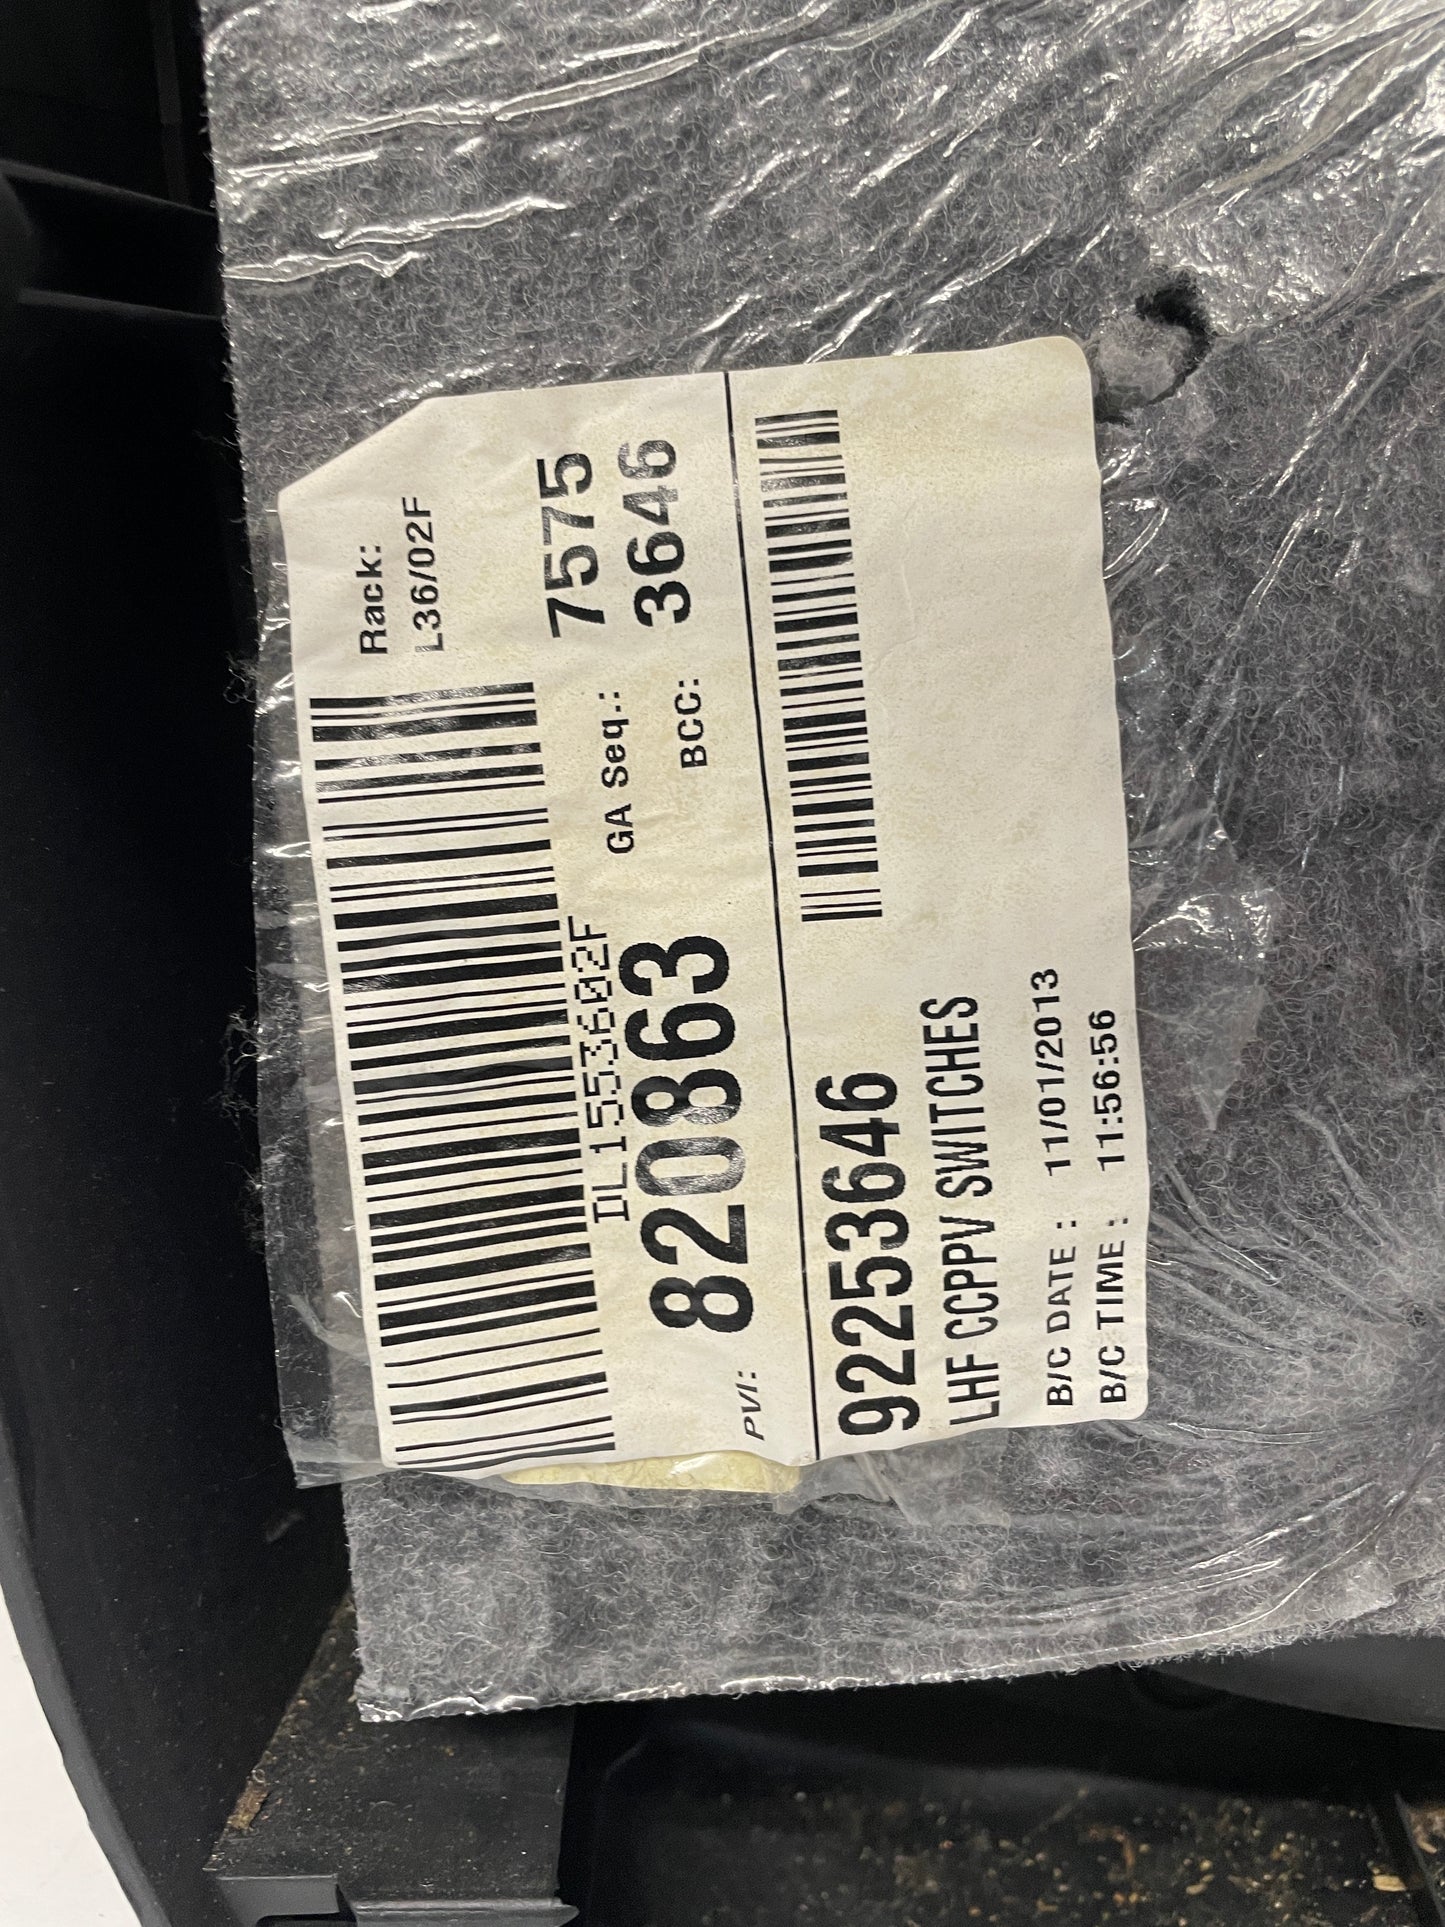 Rack:
L36/02F
DL1553602F
GA Seq.: 7575
PVI: 820863
BCC: 3646
92253646
LHF CCPPV SWITCHES
B/C DATE : 11/01/2013
B/C TIME : 11:56:56